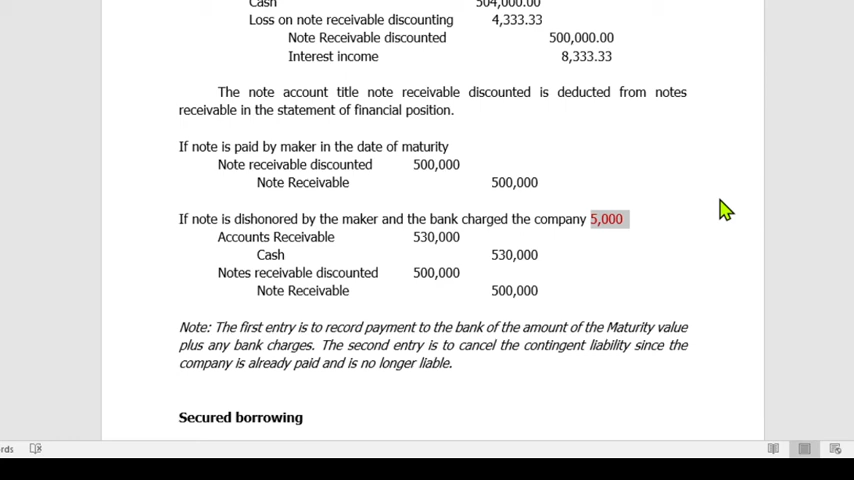 Cash 504,000.00
Loss on note receivable discounting 4,333.33
Note Receivable discounted 500,000.00
Interest income 8,333.33
The note account title note receivable discounted is deducted from notes
receivable in the statement of financial position.
If note is paid by maker in the date of maturity
Note receivable discounted 500,000
Note Receivable 500,000
If note is dishonored by the maker and the bank charged the company 5,000
Accounts Receivable 530,000
Cash 530,000
Notes receivable discounted 500,000
Note Receivable 500,000
Note: The first entry is to record payment to the bank of the amount of the Maturity value
plus any bank charges. The second entry is to cancel the contingent liability since the
company is already paid and is no longer liable.
Secured borrowing
rds